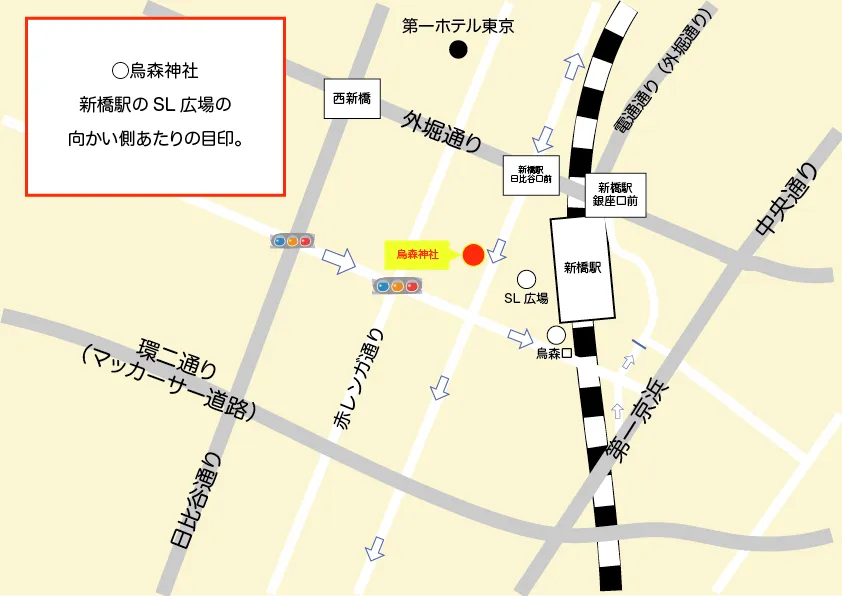 ○烏森神社
新橋駅のSL広場の
向かい側あたりの目印。
第一ホテル東京
電通通り（外堀通り）
西新橋
外堀通り
新橋駅
日比谷口前
新橋駅
銀座口前
中央通り
烏森神社
新橋駅
SL広場
烏森口
環二通り
（マッカーサー道路）
赤レンガ通り
第一京浜
日比谷通り